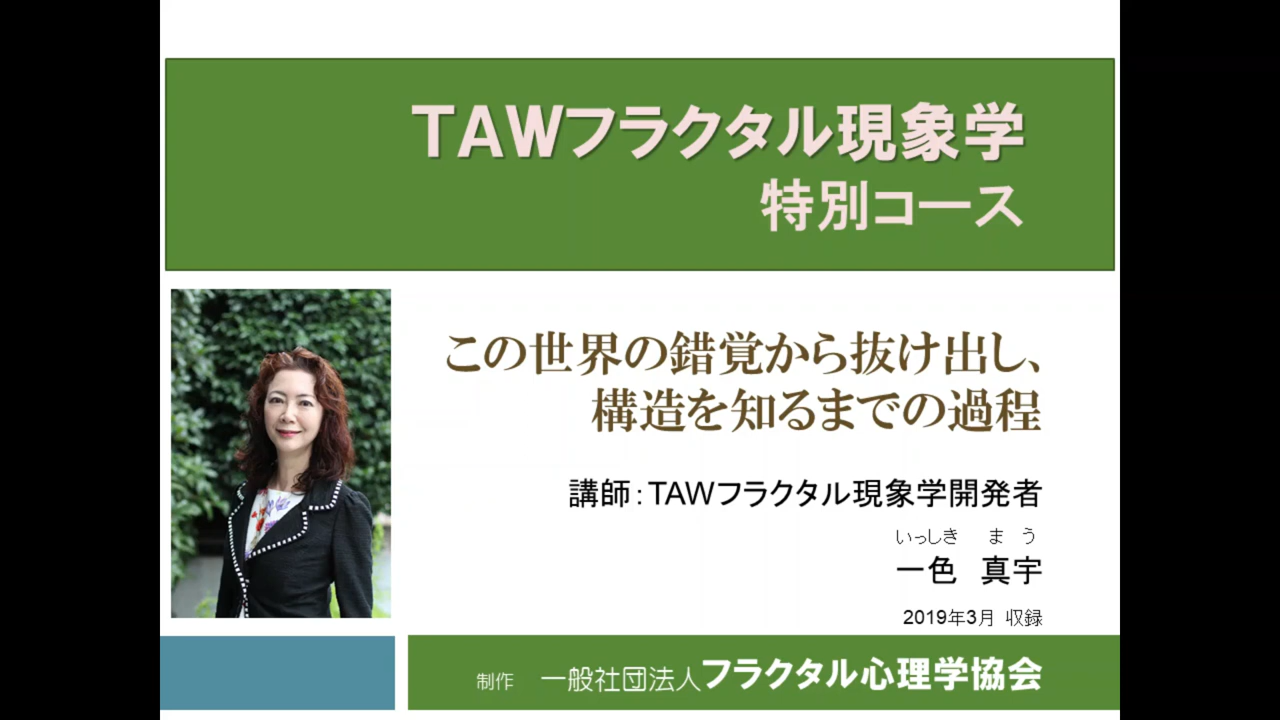 TAWフラクタル現象学
特別コース
この世界の錯覚から抜け出し、
構造を知るまでの過程
講師：TAWフラクタル現象学開発者
いっしき　ま　う
一色　真宇
2019年3月 収録
制作　一般社団法人フラクタル心理学協会